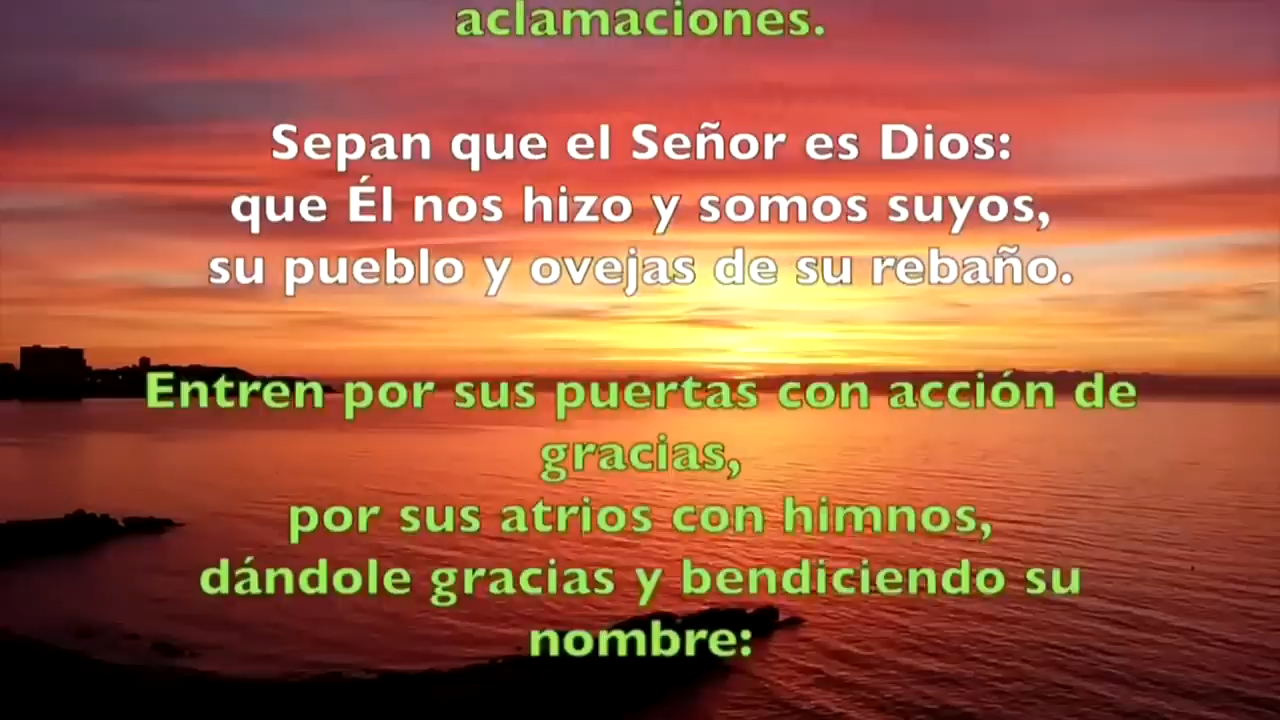 aclamaciones.
Sepan que el Señor es Dios:
que Él nos hizo y somos suyos,
su pueblo y ovejas de su rebaño.
Entren por sus puertas con acción de
gracias,
por sus atrios con himnos,
dándole gracias y bendiciendo su
nombre: